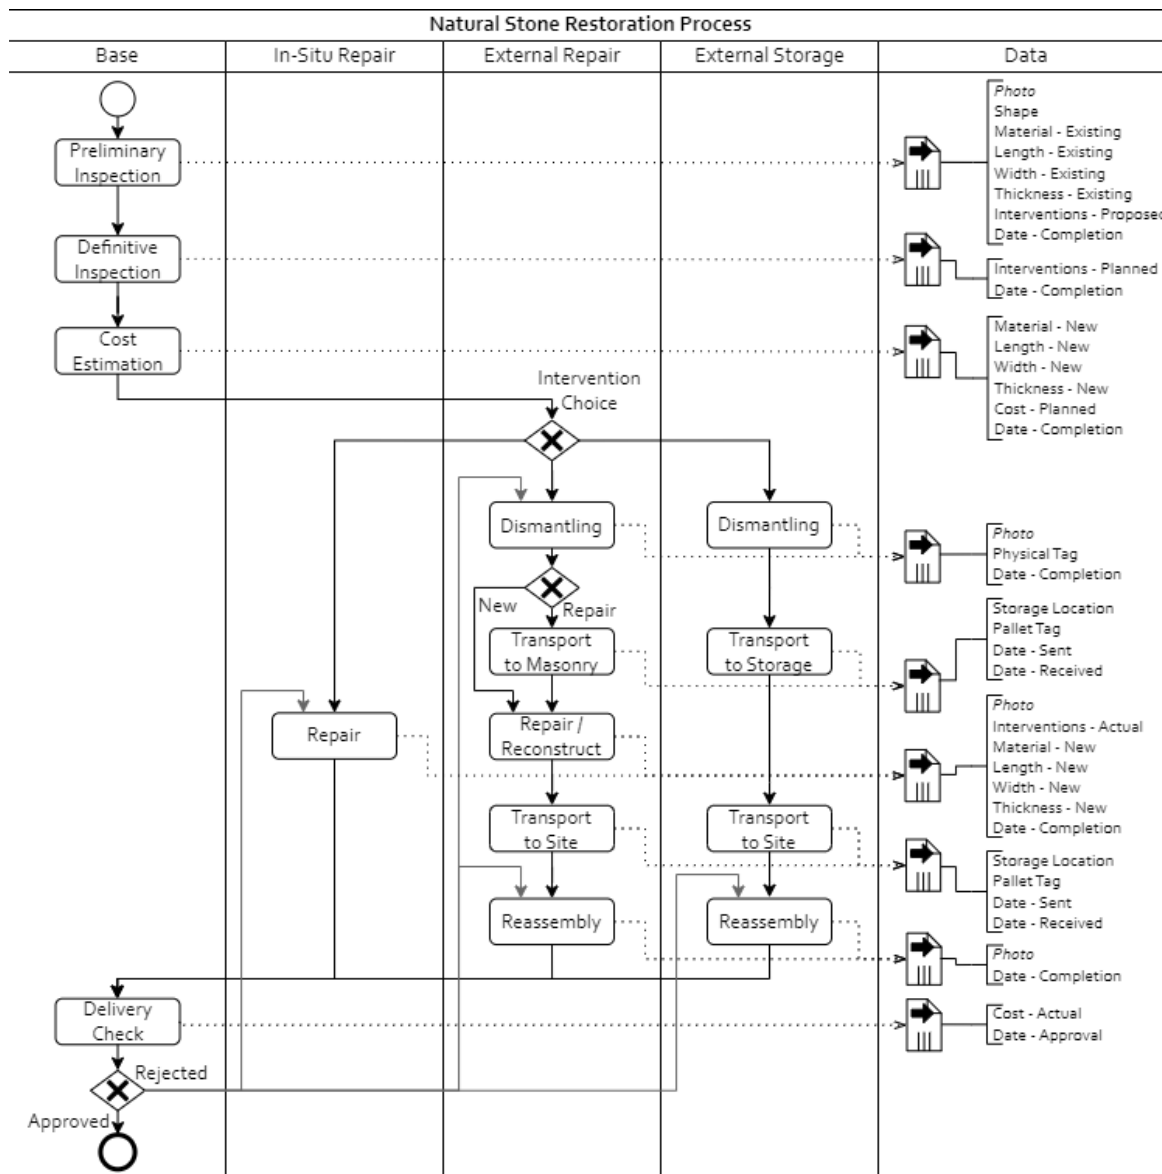 Natural Stone Restoration Process
Base
In-Situ Repair
External Repair
External Storage
Data
Preliminary
Inspection
Photo
Shape
Material - Existing
Length - Existing
Width - Existing
Thickness - Existing
Interventions - Proposed
Date - Completion
Definitive
Inspection
Interventions - Planned
Date - Completion
Cost
Estimation
Material - New
Length - New
Width - New
Thickness - New
Cost - Planned
Date - Completion
Intervention
Choice
Dismantling
Dismantling
Photo
Physical Tag
Date - Completion
New
Repair
Transport
to Masonry
Transport
to Storage
Storage Location
Pallet Tag
Date - Sent
Date - Received
Repair
Repair /
Reconstruct
Photo
Interventions - Actual
Material - New
Length - New
Width - New
Thickness - New
Date - Completion
Transport
to Site
Transport
to Site
Storage Location
Pallet Tag
Date - Sent
Date - Received
Reassembly
Reassembly
Photo
Date - Completion
Delivery
Check
Cost - Actual
Date - Approval
Rejected
Approved